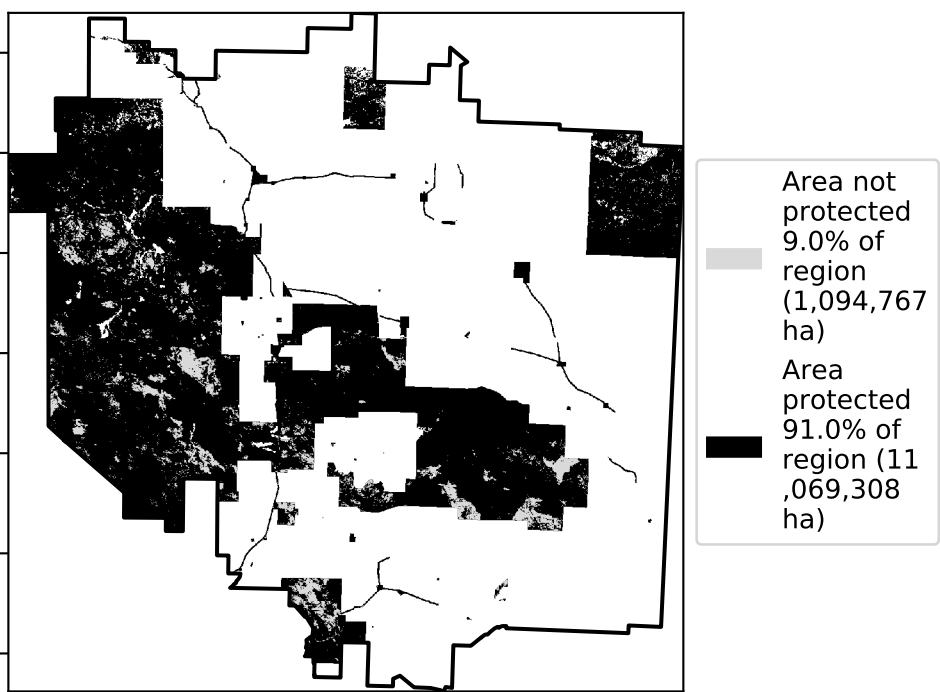 Area not
protected
9.0% of
region
(1,094,767
ha)
Area
protected
91.0% of
region (11
,069,308
ha)